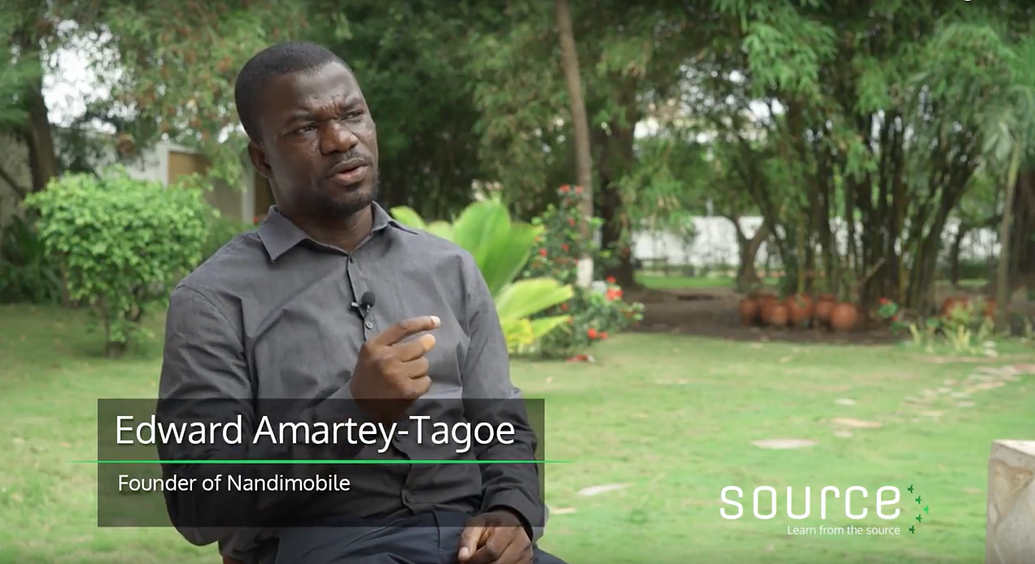 Edward Amartey-Tagoe
Founder of Nandimobile
source
Learn from the source